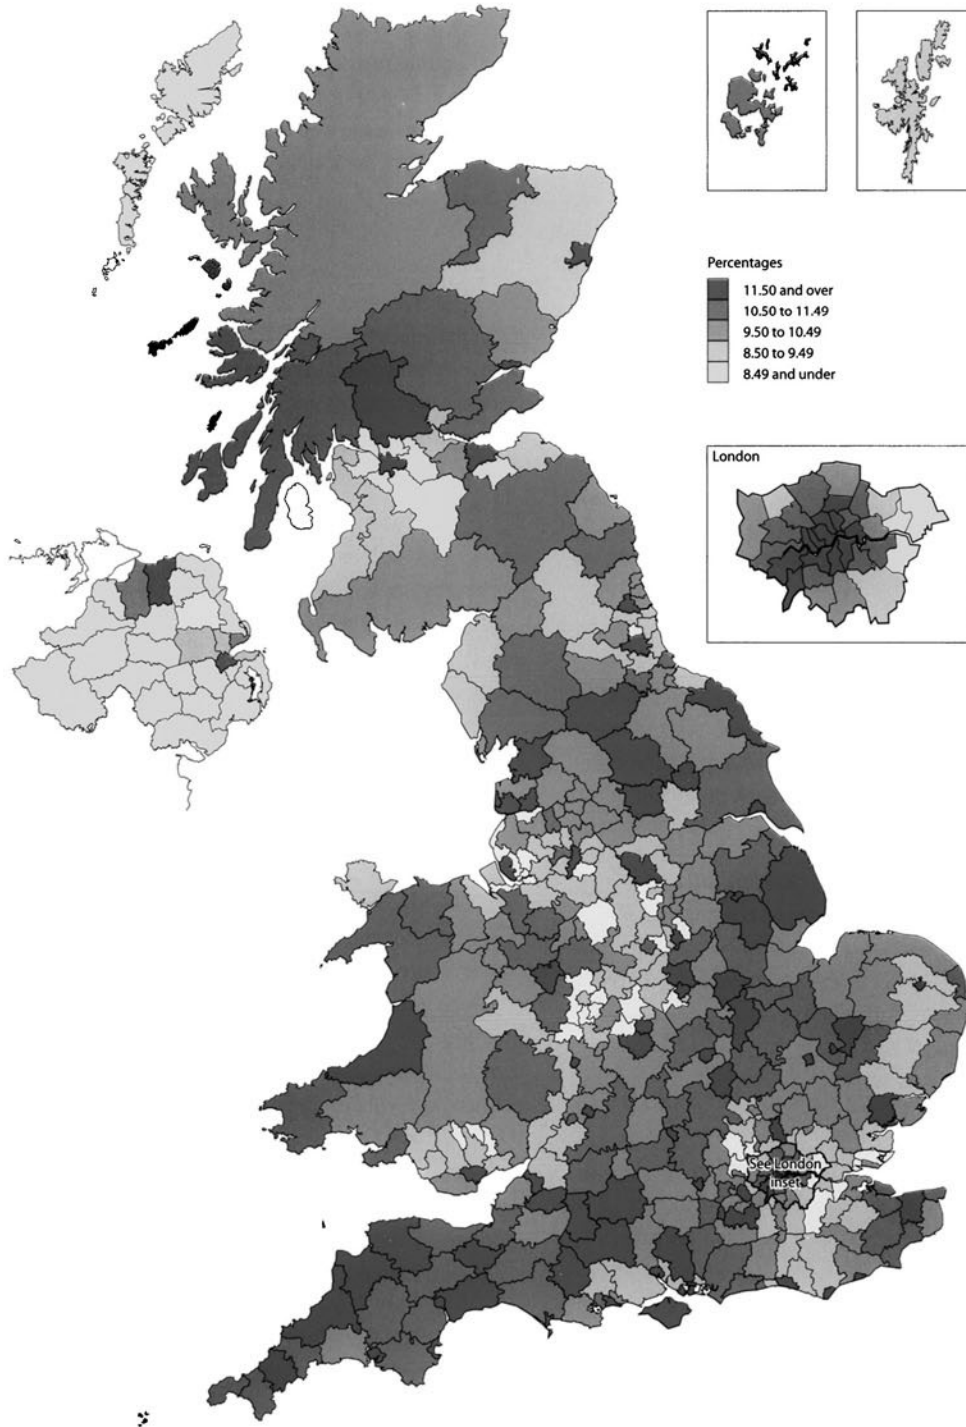 Percentages
11.50 and over
10.50 to 11.49
9.50 to 10.49
8.50 to 9.49
8.49 and under
London
See London
inset